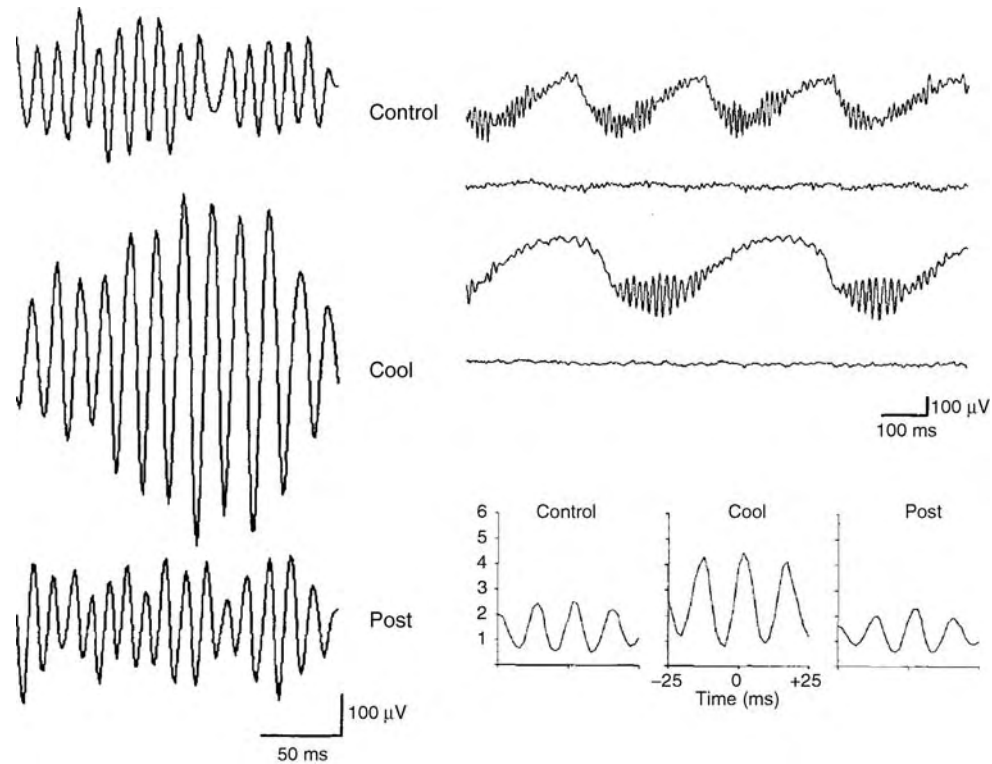 Control
Cool
Post
100 μV
50 ms
100 μV
100 ms
Control
Cool
Post
6
5
4
3
2
1
−25
0
+25
Time (ms)